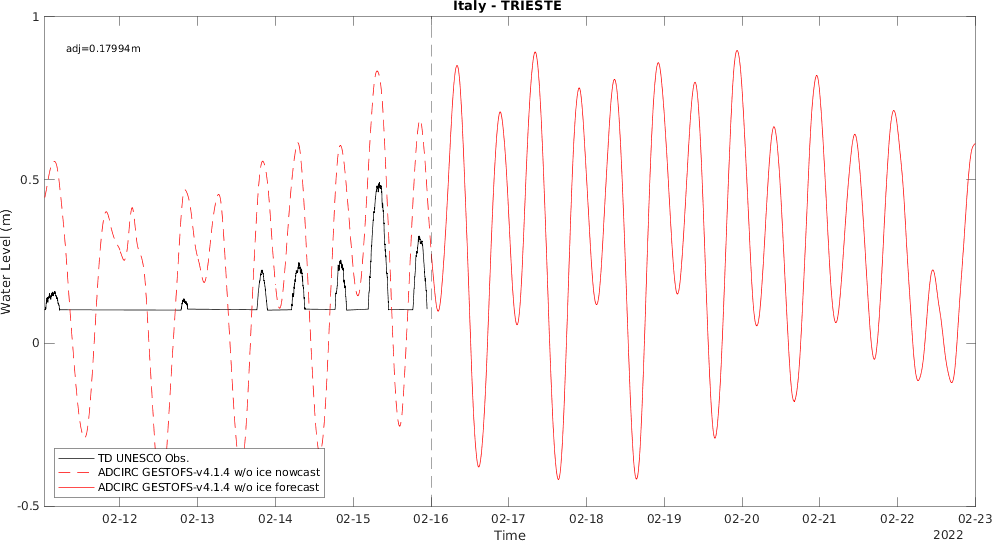 Italy - TRIESTE
adj=0.17994m
1
0.5
0
-0.5
Water Level (m)
TD UNESCO Obs.
ADCIRC GESTOFS-v4.1.4 w/o ice nowcast
ADCIRC GESTOFS-v4.1.4 w/o ice forecast
02-12 02-13 02-14 02-15 02-16 02-17 02-18 02-19 02-20 02-21 02-22 02-23
Time
2022